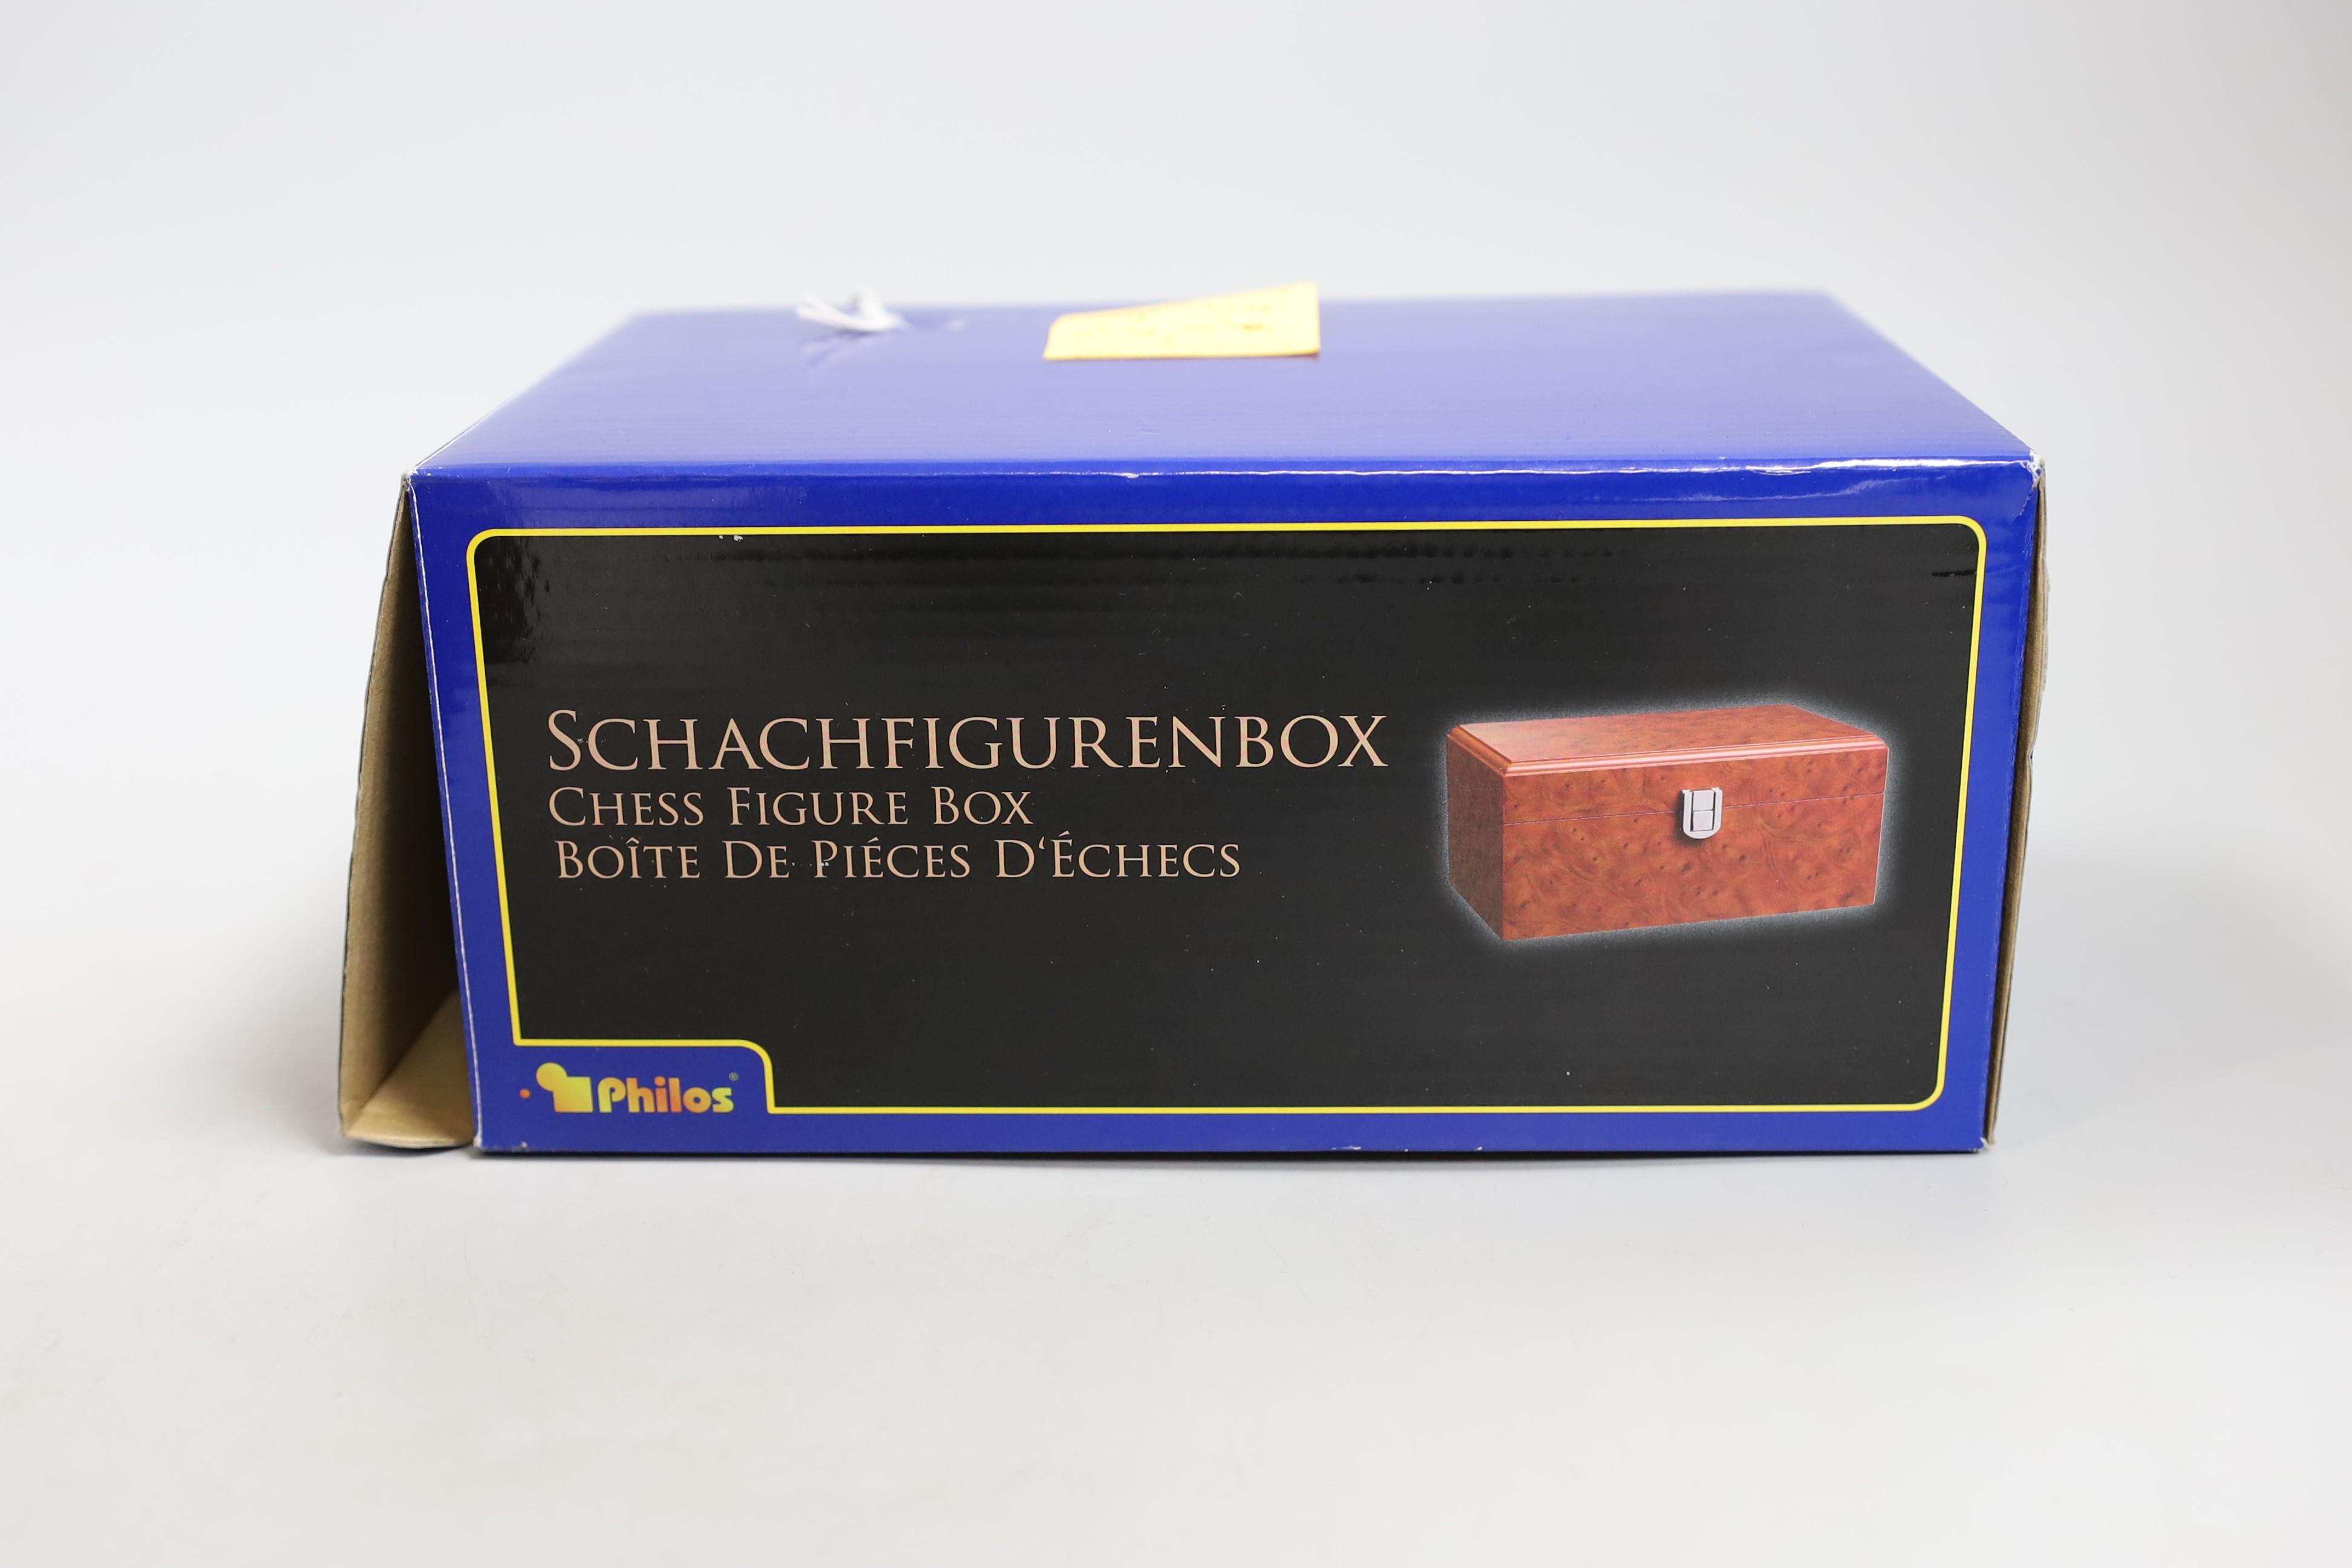 Schachfigurenbox
Chess Figure Box
Boîte De Piéces D‘Échecs
Philos®